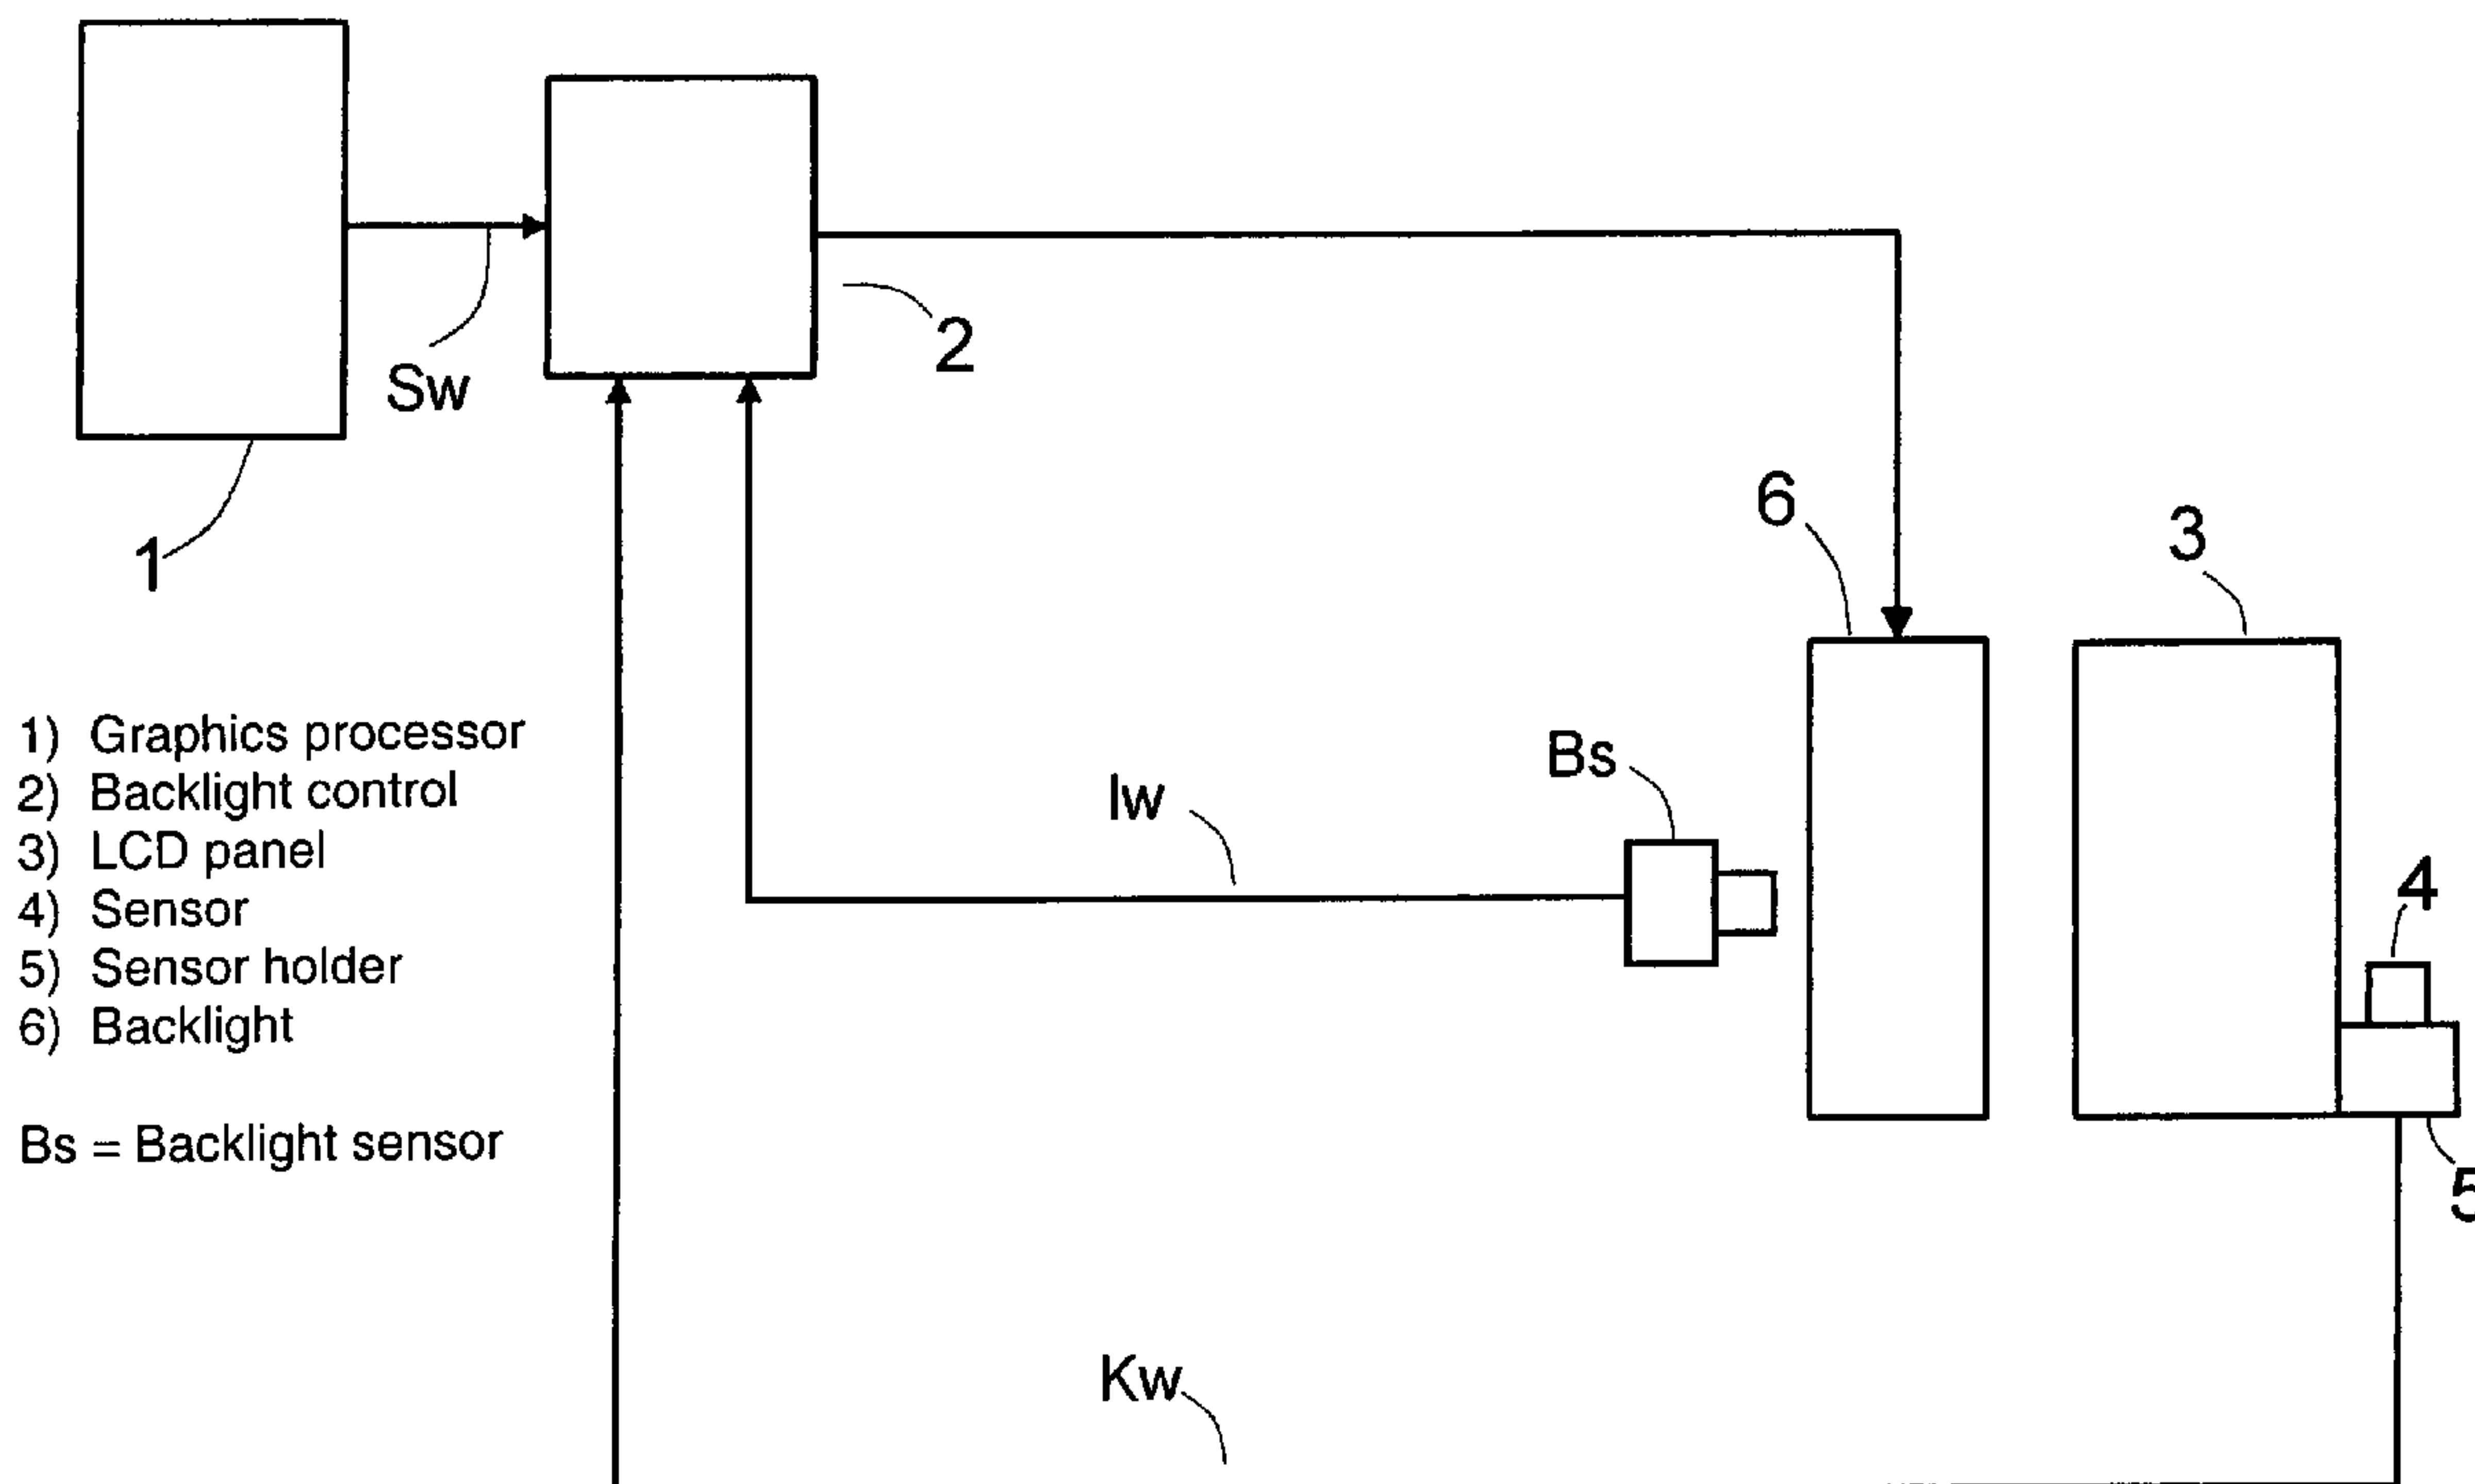 Sw
2
1
6
3
1) Graphics processor
2) Backlight control
3) LCD panel
4) Sensor
5) Sensor holder
6) Backlight
Bs = Backlight sensor
Bs
Iw
4
5
Kw